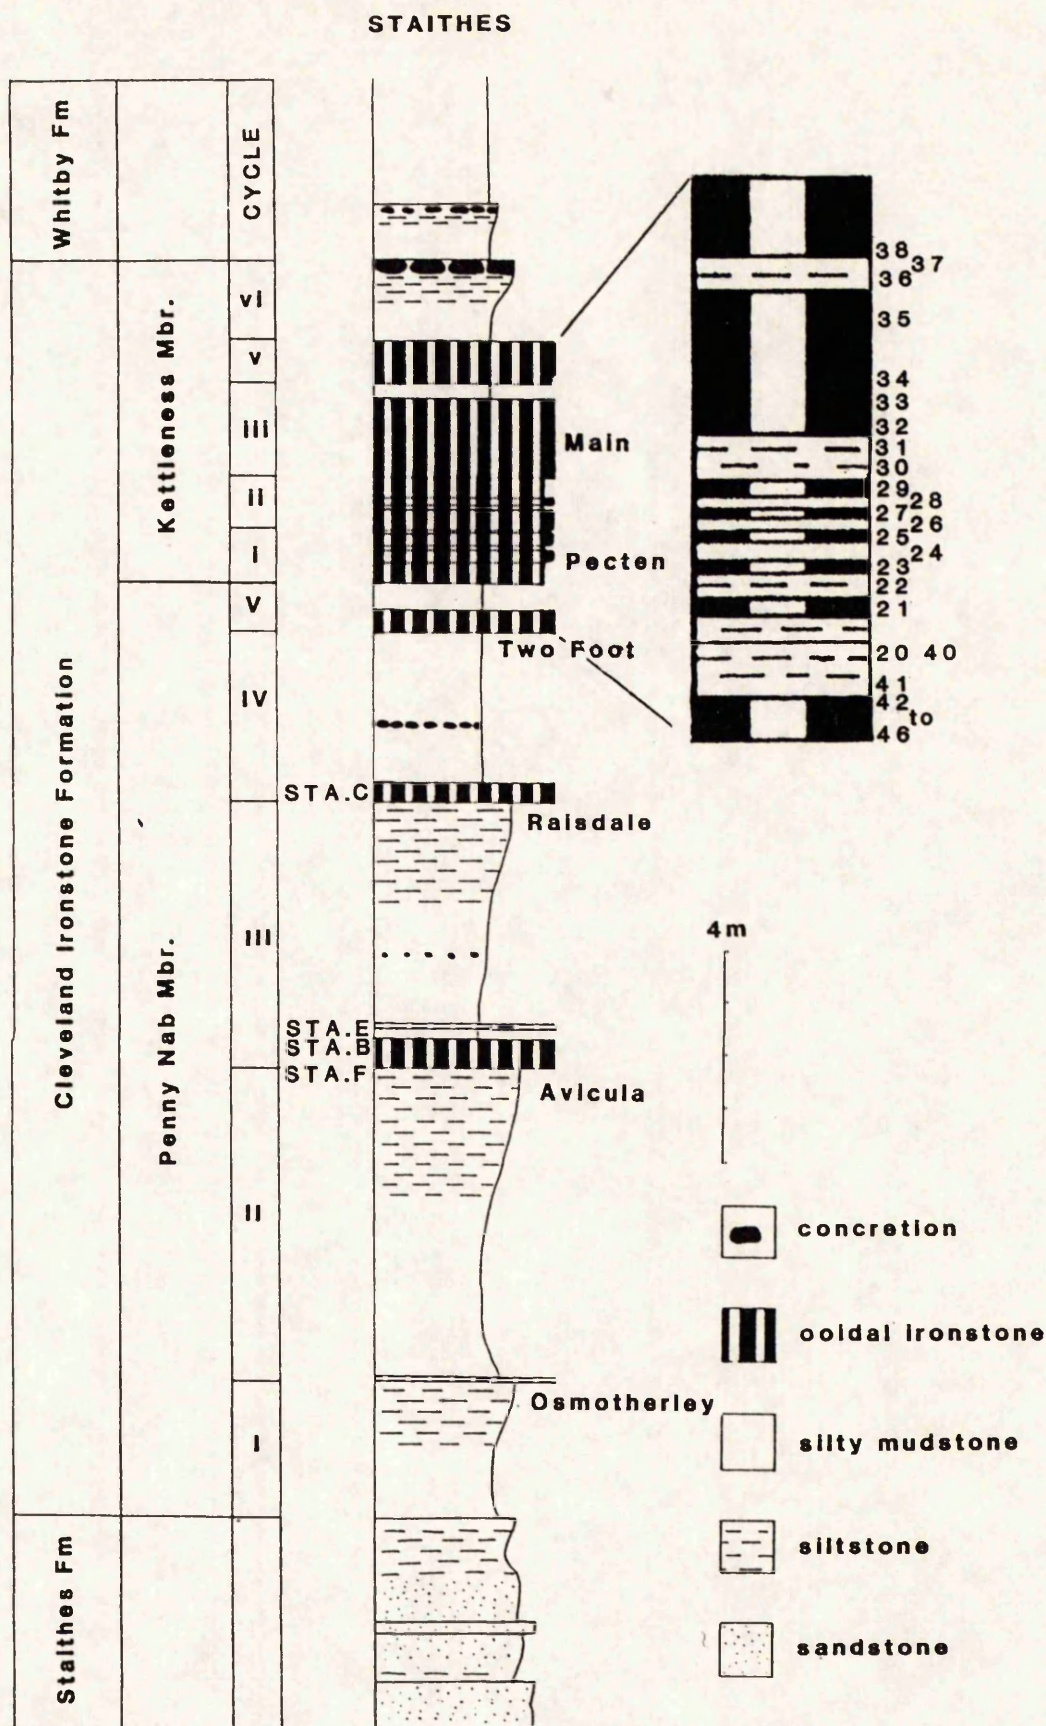 STAITHES
Whitby Fm
CYCLE
Kettleness Mbr.
vi
v
iii
ii
i
Cleveland Ironstone Formation
Penny Nab Mbr.
V
IV
III
II
I
Staithes Fm
Main
Pecten
Two Foot
STA.C
Raisdale
STA.E
STA.B
STA.F
Avicula
Osmotherley
38
37
36
35
34
33
32
31
30
29
28
27
26
25
24
23
22
21
20 40
41
42
to
46
4m
concretion
ooidal ironstone
silty mudstone
siltstone
sandstone